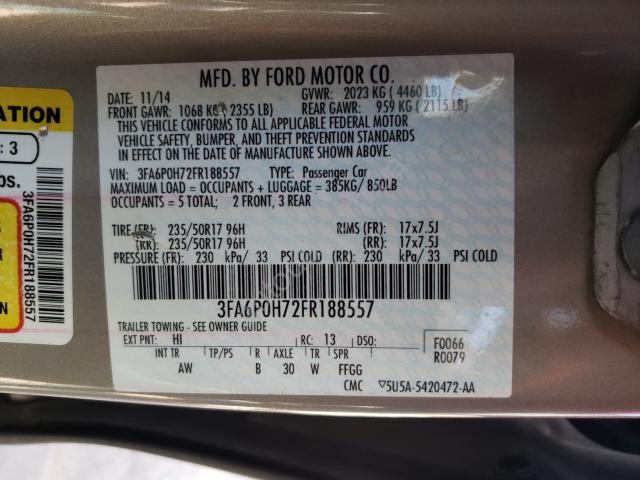 MFD. BY FORD MOTOR CO.
DATE: 11/14 GVWR: 2023 KG ( 4460 LB)
FRONT GAWR: 1068 KG ( 2355 LB) REAR GAWR: 959 KG ( 2115 LB)
THIS VEHICLE CONFORMS TO ALL APPLICABLE FEDERAL MOTOR
VEHICLE SAFETY, BUMPER, AND THEFT PREVENTION STANDARDS
IN EFFECT ON THE DATE OF MANUFACTURE SHOWN ABOVE.
VIN: 3FA6P0H72FR188557 TYPE: Passenger Car
MAXIMUM LOAD = OCCUPANTS + LUGGAGE = 385KG/ 850LB
OCCUPANTS = 5 TOTAL; 2 FRONT, 3 REAR
TIRE(FR): 235/50R17 96H RIMS (FR): 17x7.5J
(RR): 235/50R17 96H (RR): 17x7.5J
PRESSURE (FR): 230 kPa/ 33 PSI COLD (RR): 230 kPa/ 33 PSI COLD
3FA6P0H72FR188557
TRAILER TOWING - SEE OWNER GUIDE
EXT PNT: HI RC: 13 DSO: F0066
R0079
INT TR TP/PS R AXLE TR SPR
AW B 30 W FFGG
CMC 5U5A-5420472-AA
ATION
: 3
bs.
3FA6P0H72FR188557
N